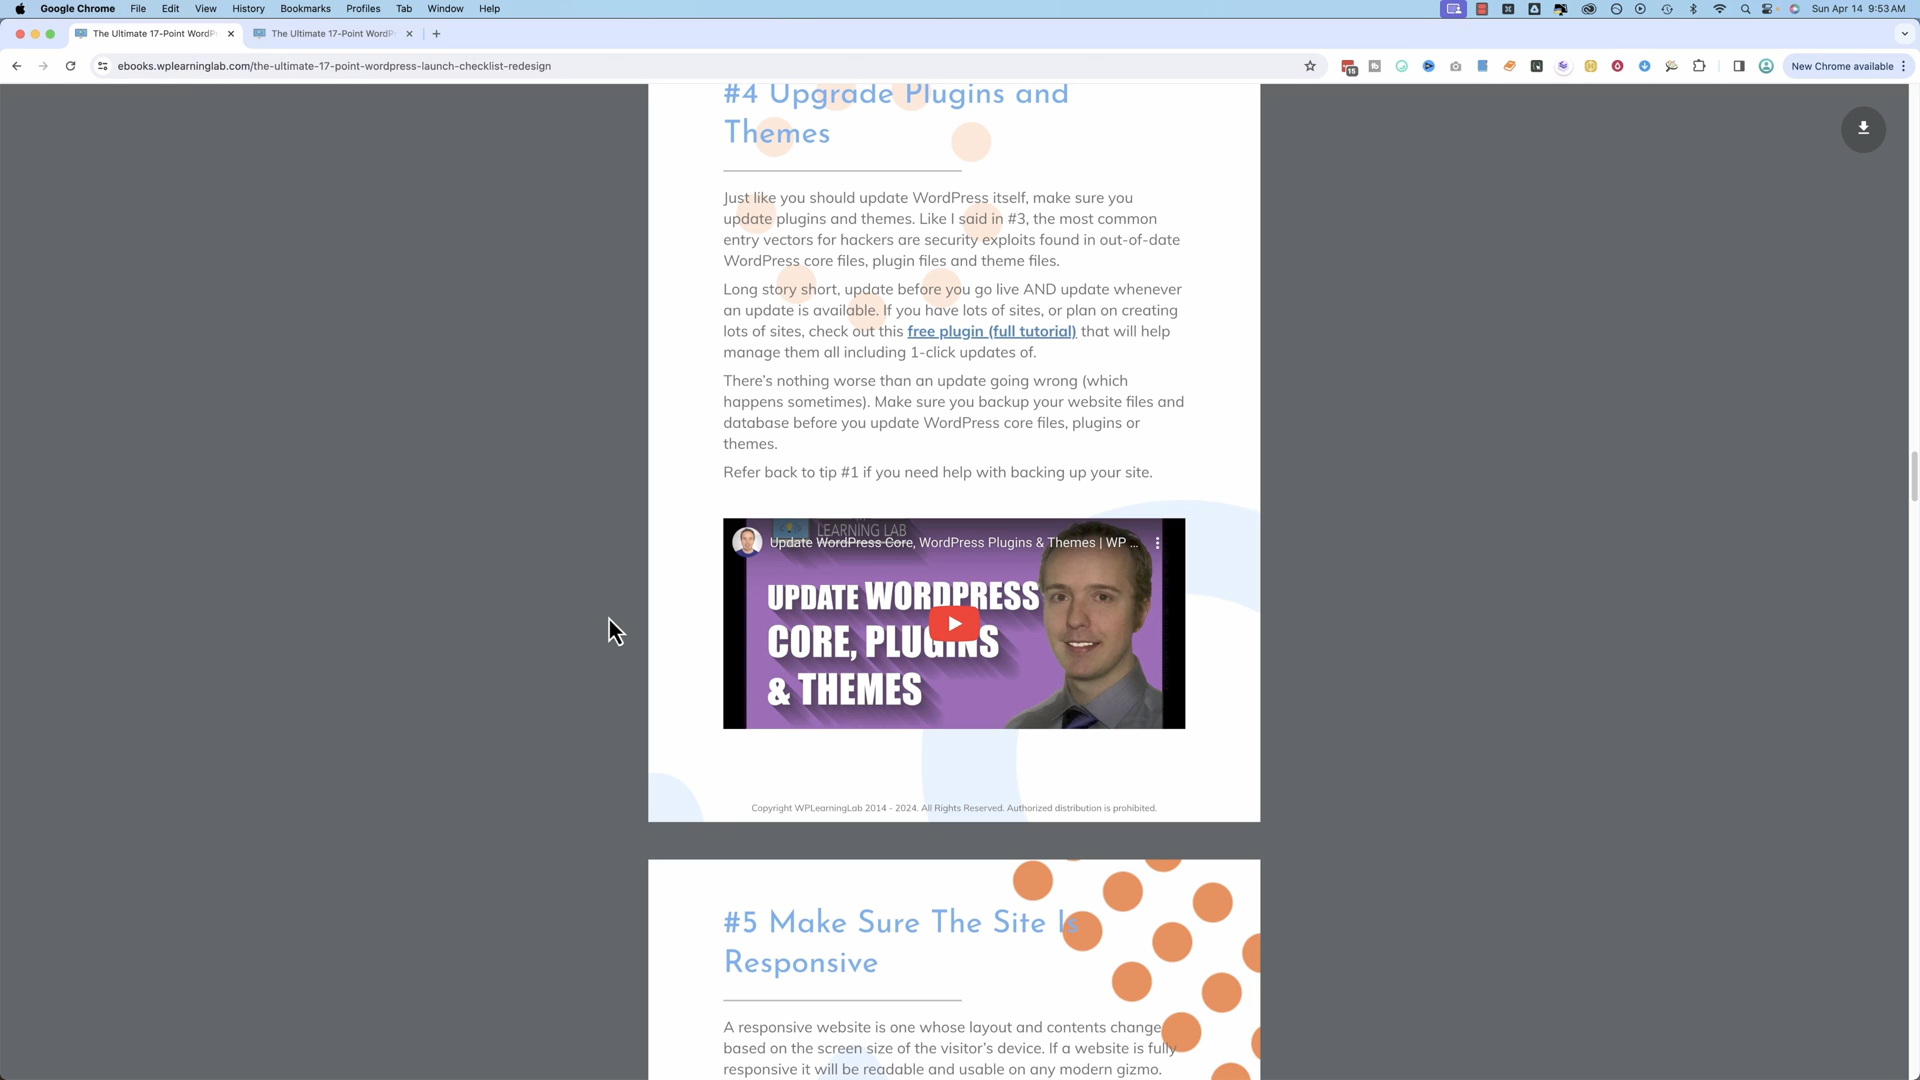 Google Chrome File Edit View History Bookmarks Profiles Tab Window Help Sun Apr 14 9:53 AM
The Ultimate 17-Point WordPr The Ultimate 17-Point WordPr
ebooks.wplearninglab.com/the-ultimate-17-point-wordpress-launch-checklist-redesign 15 New Chrome available
#4 Upgrade Plugins and
Themes
Just like you should update WordPress itself, make sure you
update plugins and themes. Like I said in #3, the most common
entry vectors for hackers are security exploits found in out-of-date
WordPress core files, plugin files and theme files.
Long story short, update before you go live AND update whenever
an update is available. If you have lots of sites, or plan on creating
lots of sites, check out this free plugin (full tutorial) that will help
manage them all including 1-click updates of.
There's nothing worse than an update going wrong (which
happens sometimes). Make sure you backup your website files and
database before you update WordPress core files, plugins or
themes.
Refer back to tip #1 if you need help with backing up your site.
LEARNING LAB
Update WordPress Core, WordPress Plugins & Themes | WP ...
UPDATE WORDPRESS
CORE, PLUGINS
& THEMES
Copyright WPLearningLab 2014 - 2024. All Rights Reserved. Authorized distribution is prohibited.
#5 Make Sure The Site Is
Responsive
A responsive website is one whose layout and contents change
based on the screen size of the visitor's device. If a website is fully
responsive it will be readable and usable on any modern gizmo.